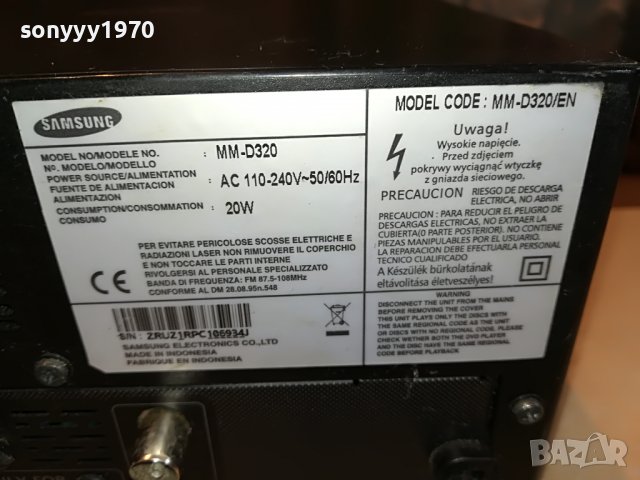 sonyyy1970
SAMSUNG
MODEL NO/MODELE NO. : MM-D320
Nº. MODELO/MODELLO
POWER SOURCE/ALIMENTATION : AC 110-240V~50/60Hz
FUENTE DE ALIMENTACION
ALIMENTAZION
CONSUMPTION/CONSOMMATION : 20W
CONSUMO
PER EVITARE PERICOLOSE SCOSSE ELETTRICHE E
RADIAZIONI LASER NON RIMUOVERE IL COPERCHIO
E NON TOCCARE LE PARTI INTERNE
RIVOLGERSI AL PERSONALE SPECIALIZZATO
BANDA DI FREQUENZA: FM 87.5-108MHz
CONFORME AL DM 28.08.95n.548
CE
S/N : ZRUZ1RPC106934J
SAMSUNG ELECTRONICS CO.,LTD
MADE IN INDONESIA
FABRIQUE EN INDONESIA
MODEL CODE : MM-D320/EN
Uwaga!
Wysokie napięcie.
Przed zdjęciem
pokrywy wyciągnąć wtyczkę
z gniazda sieciowego.
PRECAUCION RIESGO DE DESCARGA
ELECTRICA, NO ABRIR
PRECAUCION : PARA REDUCIR EL PELIGRO DE
DESCARGAS ELECTRICAS, NO EXTRAER LA
CUBIERTA(O PARTE POSTERIOR). NO CONTIENE
PIEZAS MANIPULABLES POR EL USUARIO.
LA REPARACION DEBE EFECTUARLA PERSONAL
TECNICO CUALIFICADO
A Készülék bürkolatának
eltávolítása életveszélyes!
WARNING
DISCONNECT THE UNIT FROM THE MAINS
BEFORE REMOVING THE COVER
THIS UNIT PLAYS ONLY THE DISCS WITH
THE SAME REGIONAL CODE AS THE UNIT
OR DISCS WITH NO REGIONAL CODE, PLEASE
CHECK WETHER BOTH THE DVD PLAYER
AND THE DISC HAVE THE SAME REGIONAL
CODE BEFORE
BAZAR